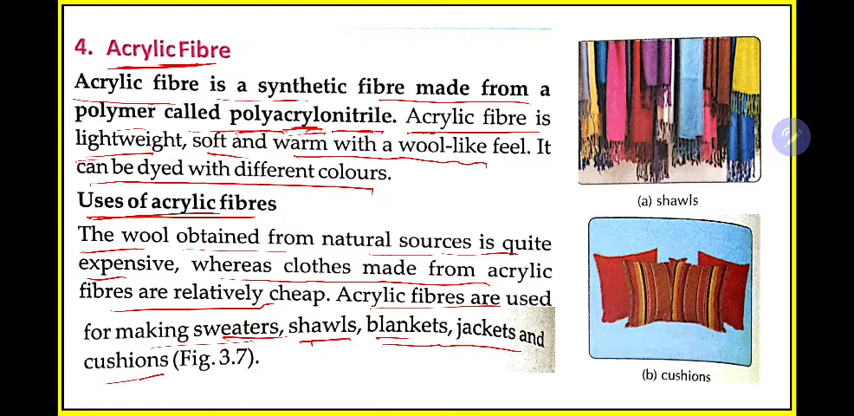 4. Acrylic Fibre
Acrylic fibre is a synthetic fibre made from a
polymer called polyacrylonitrile. Acrylic fibre is
lightweight, soft and warm with a wool-like feel. It
can be dyed with different colours.
Uses of acrylic fibres
The wool obtained from natural sources is quite
expensive, whereas clothes made from acrylic
fibres are relatively cheap. Acrylic fibres are used
for making sweaters, shawls, blankets, jackets and
cushions (Fig. 3.7).
(a) shawls
(b) cushions